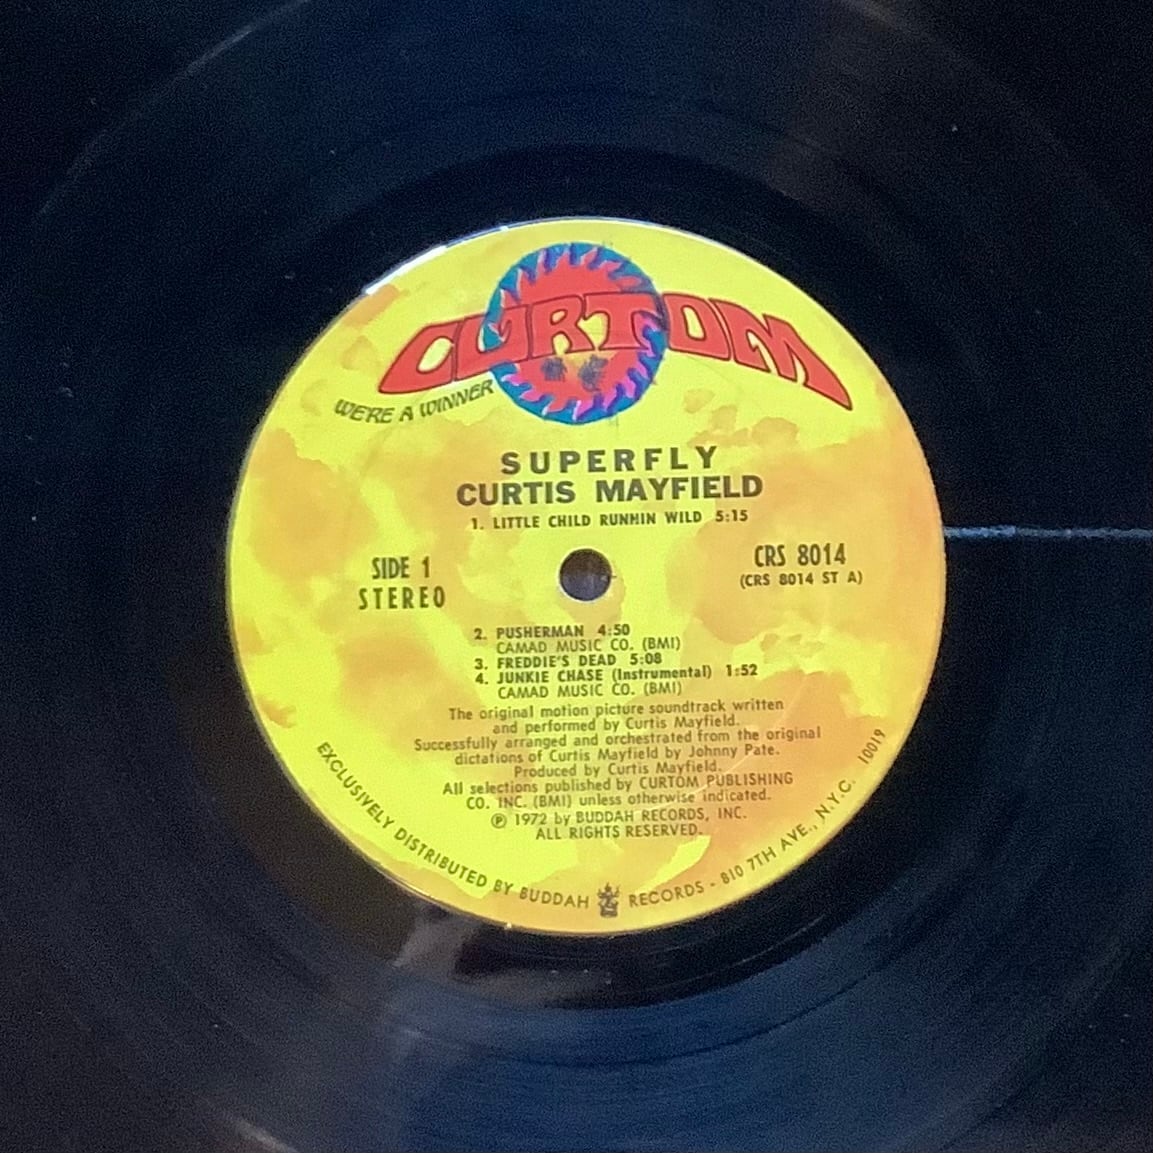 CURTOM
WE'RE A WINNER
SUPERFLY
CURTIS MAYFIELD
1. LITTLE CHILD RUNNIN WILD 5:15
SIDE 1
STEREO
CRS 8014
(CRS 8014 ST A)
2. PUSHERMAN 4:50
CAMAD MUSIC CO. (BMI)
3. FREDDIE'S DEAD 5:08
4. JUNKIE CHASE (Instrumental) 1:52
CAMAD MUSIC CO. (BMI)
The original motion picture soundtrack written
and performed by Curtis Mayfield.
Successfully arranged and orchestrated from the original
dictations of Curtis Mayfield by Johnny Pate.
Produced by Curtis Mayfield.
All selections published by CURTOM PUBLISHING
CO. INC. (BMI) unless otherwise indicated.
℗ 1972 by BUDDAH RECORDS, INC.
ALL RIGHTS RESERVED.
EXCLUSIVELY DISTRIBUTED BY BUDDAH RECORDS - 810 7TH AVE., N.Y.C. 10019